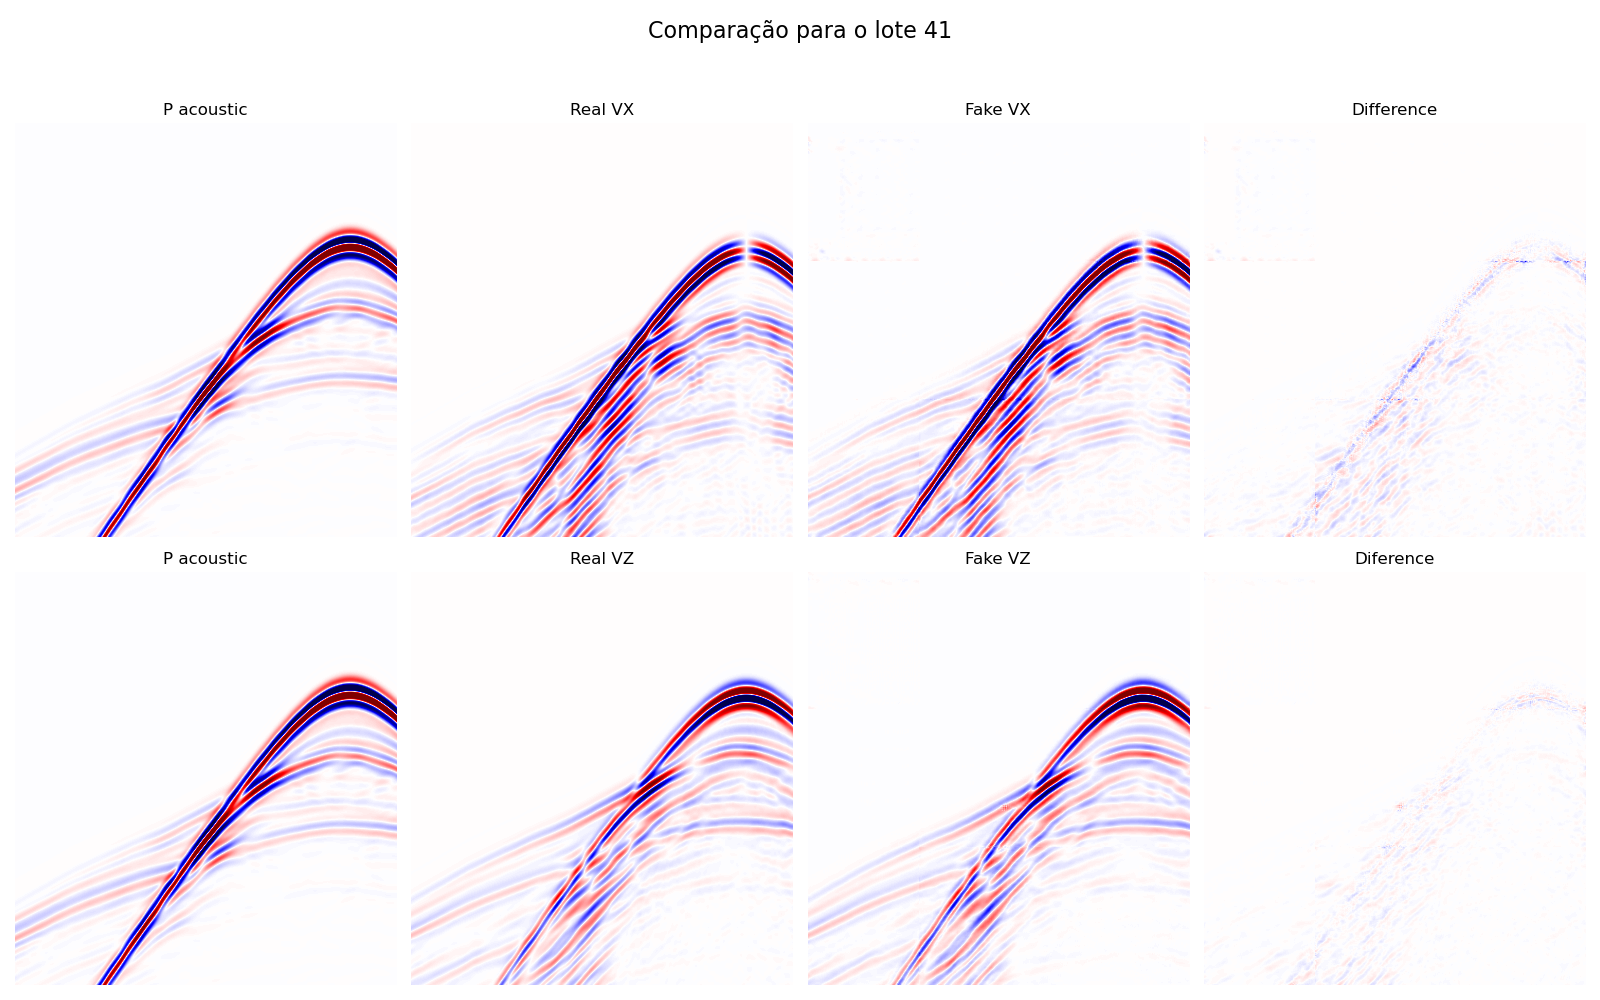 Comparação para o lote 41
P acoustic
Real VX
Fake VX
Difference
P acoustic
Real VZ
Fake VZ
Diference